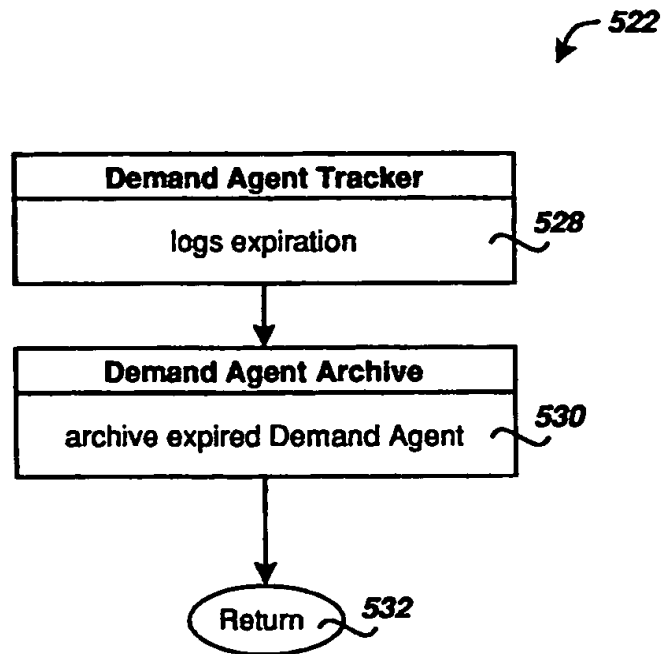 522
Demand Agent Tracker
logs expiration
528
Demand Agent Archive
archive expired Demand Agent
530
Return
532